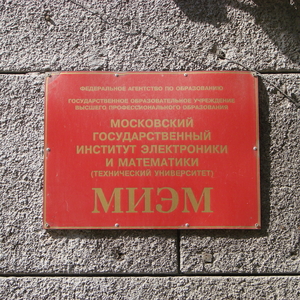 ФЕДЕРАЛЬНОЕ АГЕНТСТВО ПО ОБРАЗОВАНИЮ
ГОСУДАРСТВЕННОЕ ОБРАЗОВАТЕЛЬНОЕ УЧРЕЖДЕНИЕ
ВЫСШЕГО ПРОФЕССИОНАЛЬНОГО ОБРАЗОВАНИЯ
МОСКОВСКИЙ
ГОСУДАРСТВЕННЫЙ
ИНСТИТУТ ЭЛЕКТРОНИКИ
И МАТЕМАТИКИ
(ТЕХНИЧЕСКИЙ УНИВЕРСИТЕТ)
МИЭМ